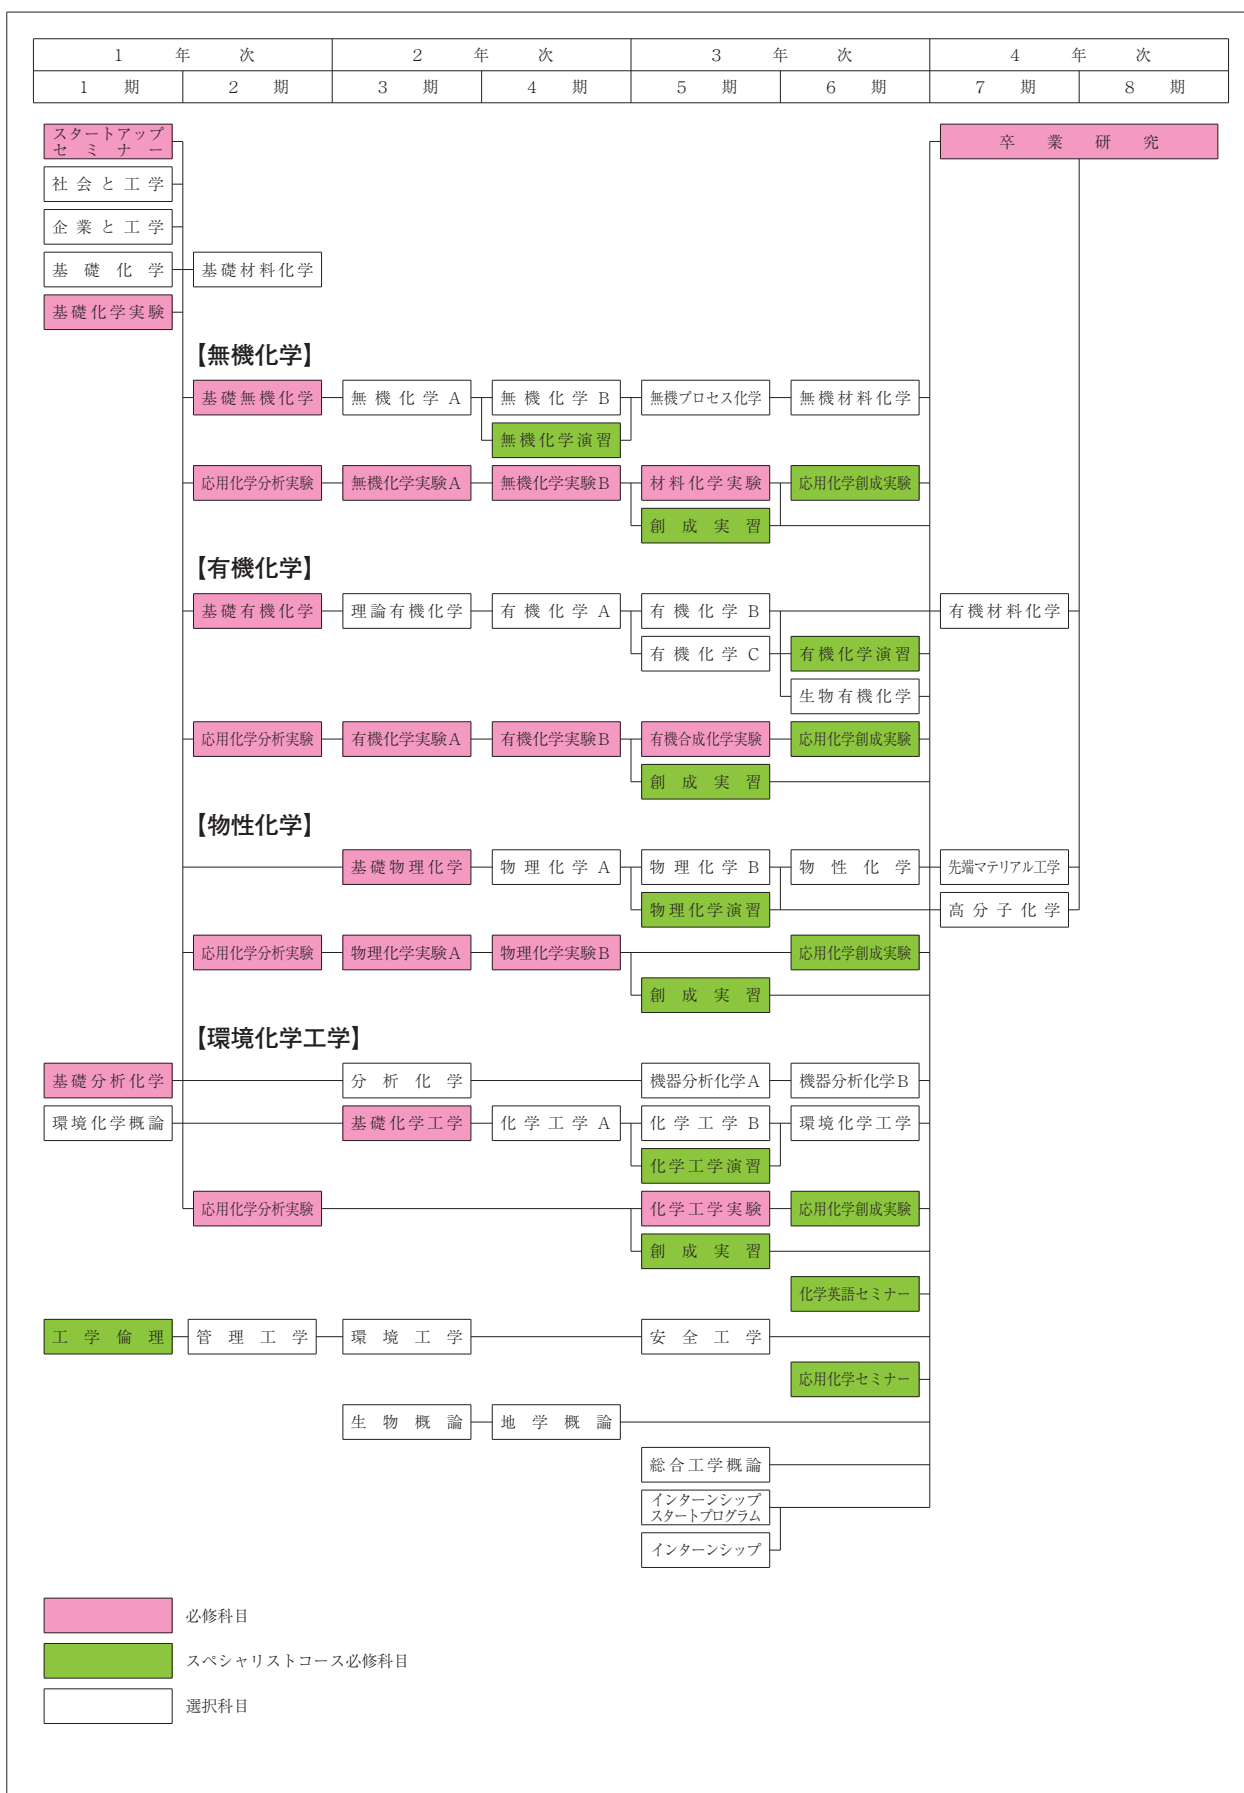 1 年 次 2 年 次 3 年 次 4 年 次
1 期 2 期 3 期 4 期 5 期 6 期 7 期 8 期
スタートアップ
セミナー
卒業研究
社会と工学
企業と工学
基礎化学 基礎材料化学
基礎化学実験
【無機化学】
基礎無機化学 無機化学A 無機化学B 無機プロセス化学 無機材料化学
無機化学演習
応用化学分析実験 無機化学実験A 無機化学実験B 材料化学実験 応用化学創成実験
創成実習
【有機化学】
基礎有機化学 理論有機化学 有機化学A 有機化学B 有機材料化学
有機化学C 有機化学演習
生物有機化学
応用化学分析実験 有機化学実験A 有機化学実験B 有機合成化学実験 応用化学創成実験
創成実習
【物性化学】
基礎物理化学 物理化学A 物理化学B 物性化学 先端マテリアル工学
物理化学演習 高分子化学
応用化学分析実験 物理化学実験A 物理化学実験B 応用化学創成実験
創成実習
【環境化学工学】
基礎分析化学 分析化学 機器分析化学A 機器分析化学B
環境化学概論 基礎化学工学 化学工学A 化学工学B 環境化学工学
化学工学演習
応用化学分析実験 化学工学実験 応用化学創成実験
創成実習
化学英語セミナー
工学倫理 管理工学 環境工学 安全工学
応用化学セミナー
生物概論 地学概論
総合工学概論
インターンシップ
スタートプログラム
インターンシップ
必修科目
スペシャリストコース必修科目
選択科目